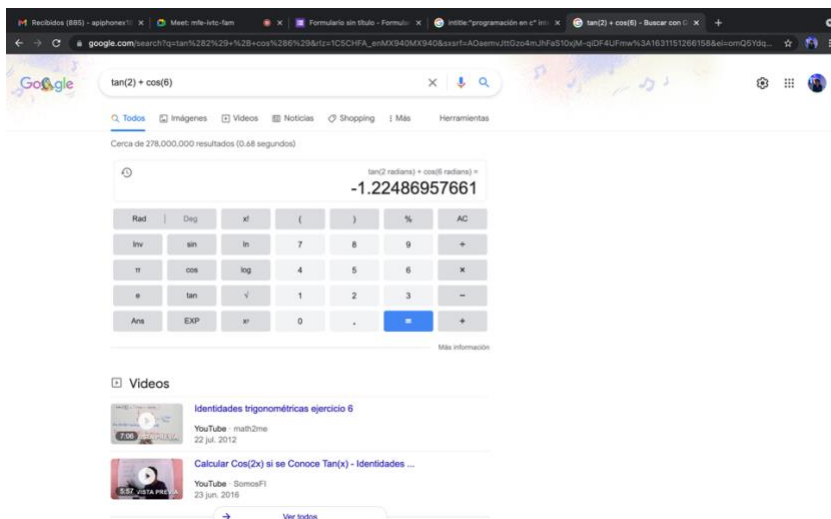 Recibidos (885) - apiphones1
Meet: mfe-ivtc-fam
Formulario sin título - Formula
intitle:"programación en c" int
tan(2) + cos(6) - Buscar con G
google.com/search?q=tan%282%29+%2B+cos%286%29&rlz=1C5CHFA_enMX940MX940&sxsrf=AOaemvJttGzo4mJhFaS10xjM-qiDF4UFmw%3A1631151266158&ei=omQ5Ydq...
Google
tan(2) + cos(6)
Todos
Imágenes
Videos
Noticias
Shopping
Más
Herramientas
Cerca de 278,000,000 resultados (0.68 segundos)
tan(2 radians) + cos(6 radians) =
-1.22486957661
Rad | Deg x! ( ) % AC
Inv sin ln 7 8 9 ÷
π cos log 4 5 6 ×
e tan √ 1 2 3 −
Ans EXP xʸ 0 . = +
Más información
Videos
Identidades trigonométricas ejercicio 6
YouTube · math2me
22 jul. 2012
7:06 VISTA PREVIA
Calcular Cos(2x) si se Conoce Tan(x) - Identidades ...
YouTube · SomosFI
23 jun. 2016
5:57 VISTA PREVIA
Ver todos